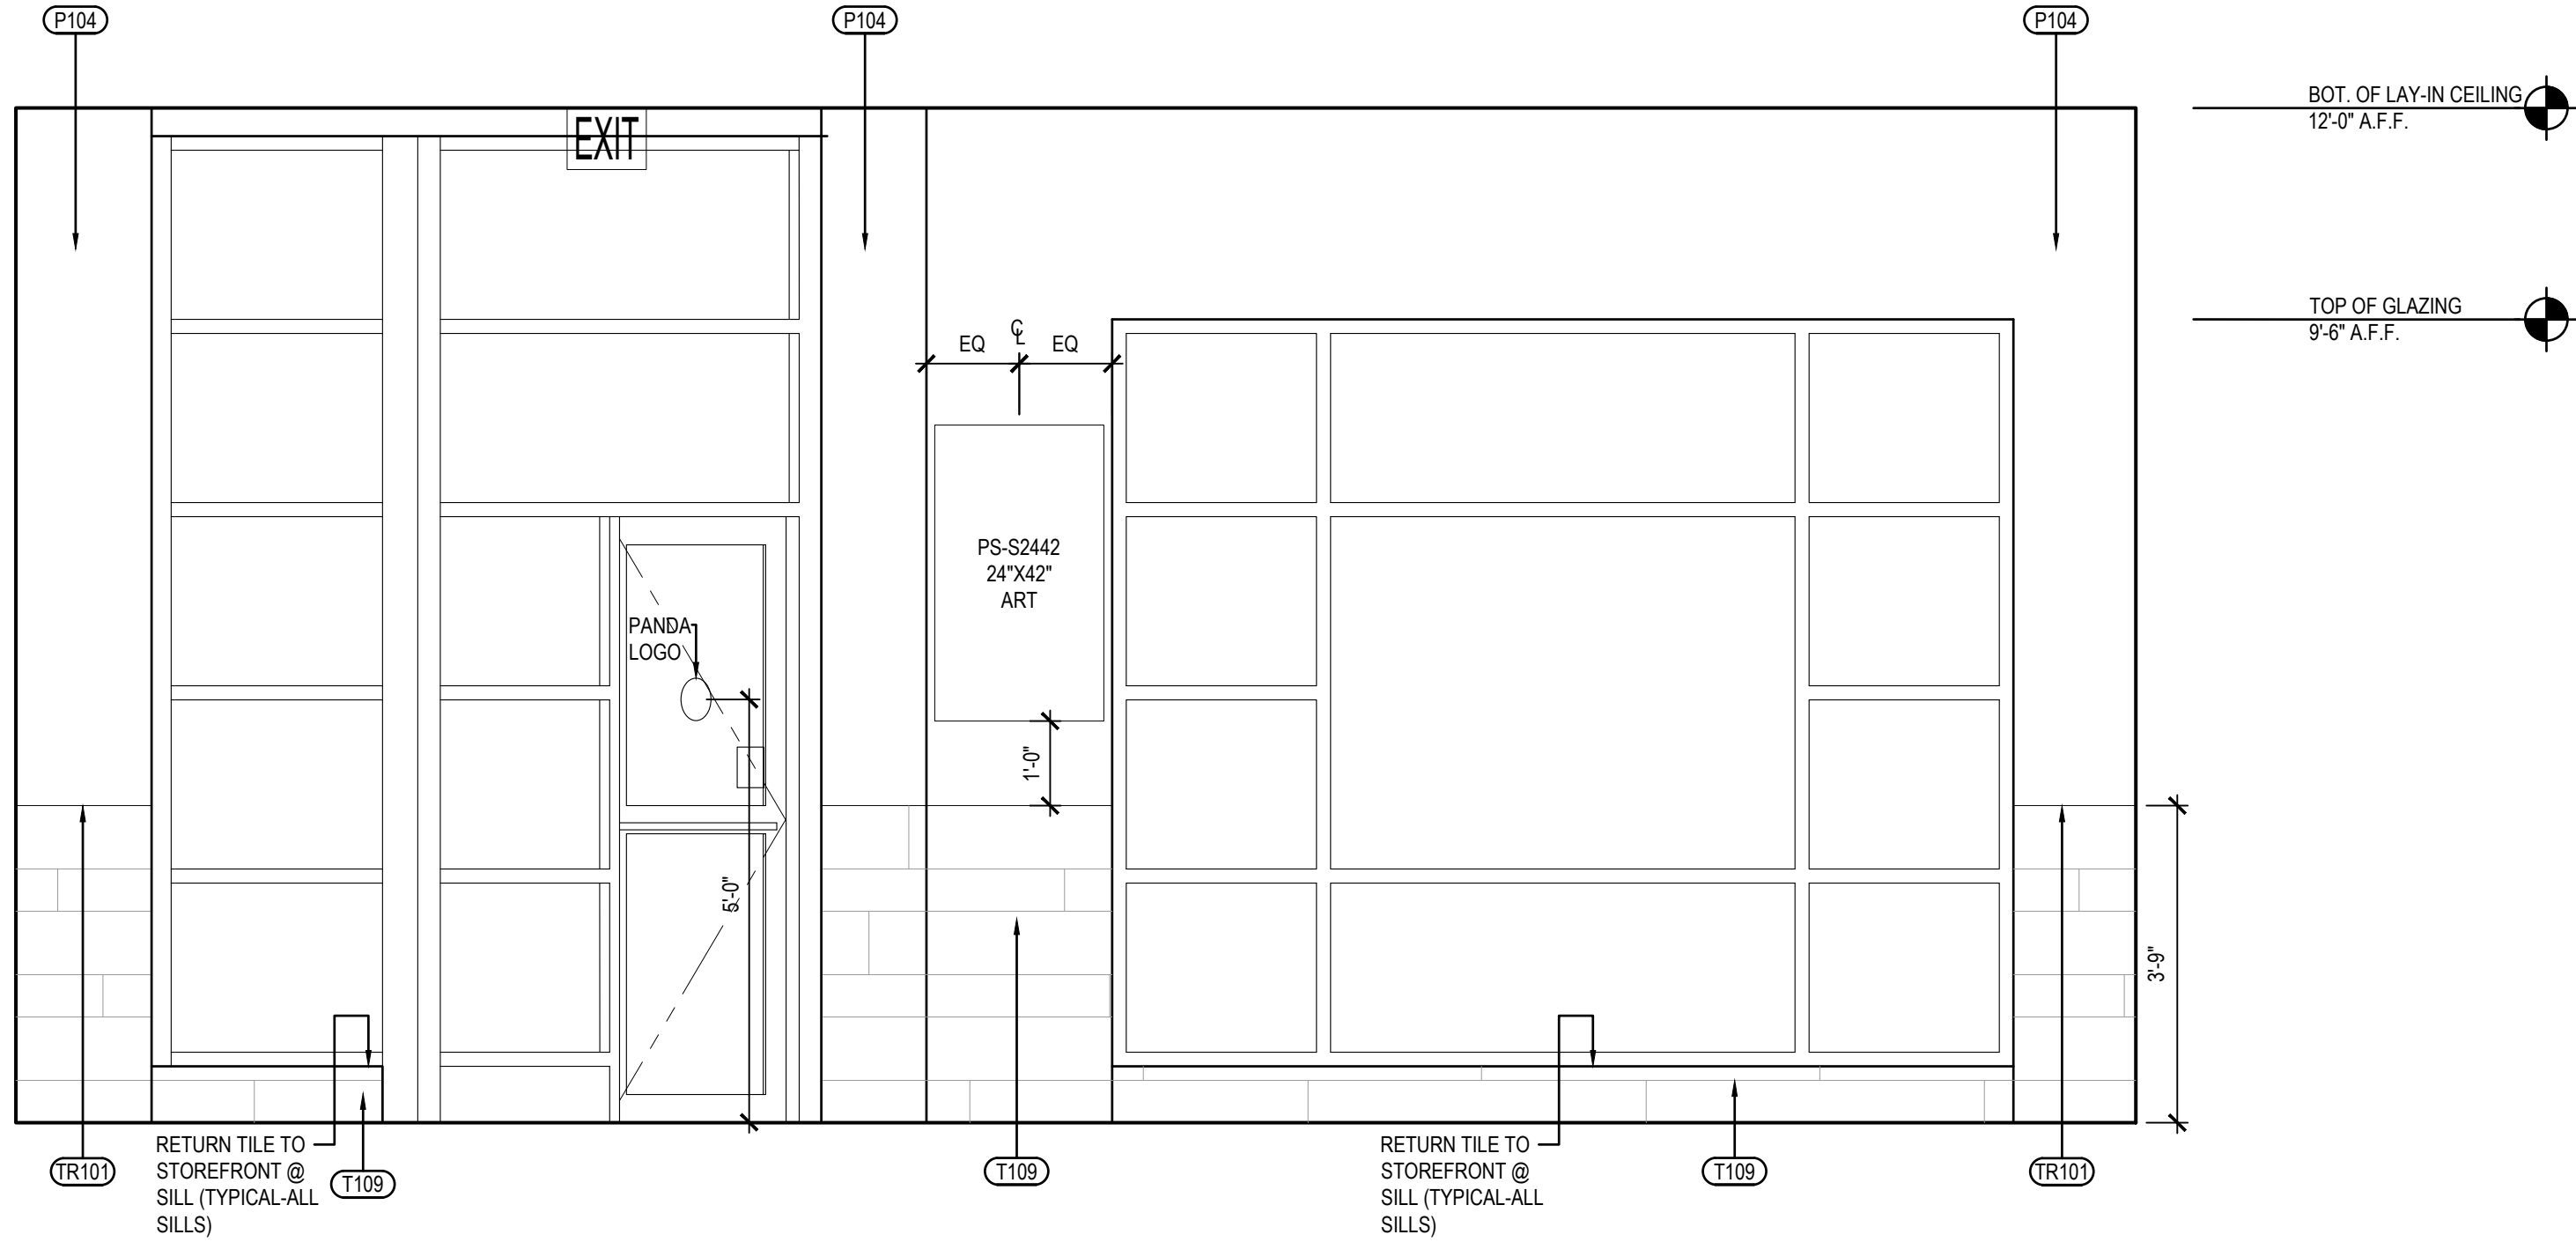 P104
P104
P104
BOT. OF LAY-IN CEILING
12'-0" A.F.F.
EXIT
TOP OF GLAZING
9'-6" A.F.F.
EQ
℄
EQ
PS-S2442
24"X42"
ART
PANDA
LOGO
1'-0"
5'-0"
3'-9"
RETURN TILE TO
STOREFRONT @
SILL (TYPICAL-ALL
SILLS)
RETURN TILE TO
STOREFRONT @
SILL (TYPICAL-ALL
SILLS)
TR101
T109
T109
T109
TR101